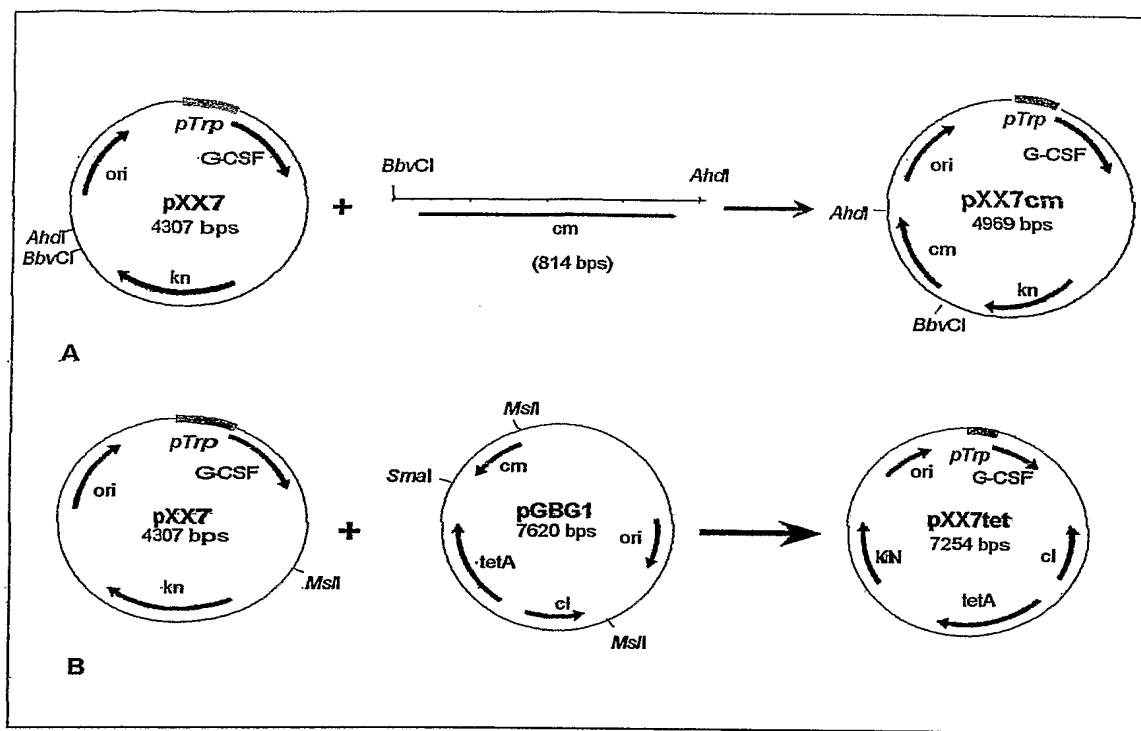 pTrp
G-CSF
ori
pXX7
4307 bps
AhdI
BbvCI
kn
+
BbvCI
AhdI
cm
(814 bps)
pTrp
G-CSF
ori
pXX7cm
4969 bps
AhdI
cm
kn
BbvCI
A
pTrp
G-CSF
ori
pXX7
4307 bps
MslI
kn
+
MslI
cm
SmaI
pGBG1
7620 bps
ori
tetA
cI
MslI
pTrp
ori
G-CSF
pXX7tet
7254 bps
KiN
cI
tetA
B